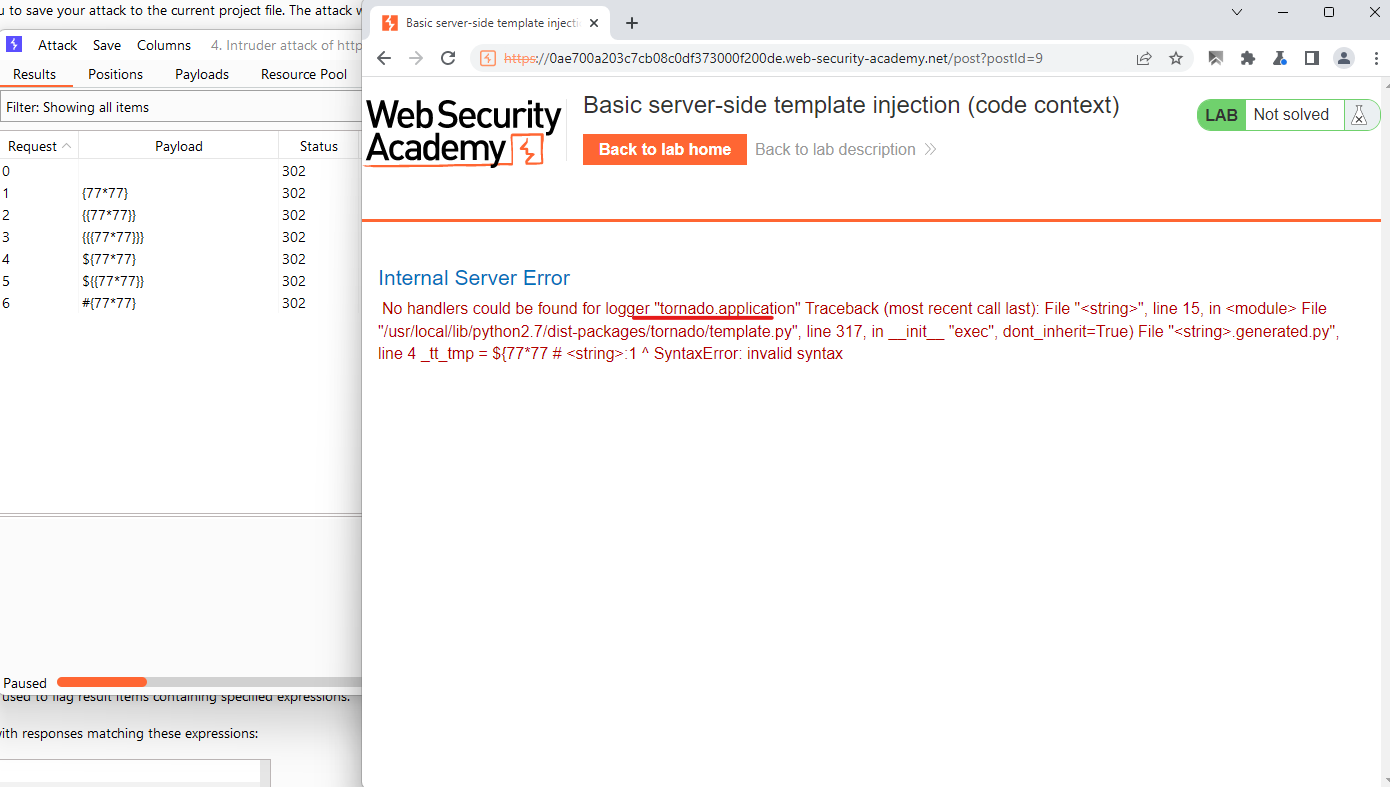 u to save your attack to the current project file. The attack w
Attack Save Columns 4. Intruder attack of http
Results Positions Payloads Resource Pool
Filter: Showing all items
Request Payload Status
0 302
1 {77*77} 302
2 {{77*77}} 302
3 {{{77*77}}} 302
4 ${77*77} 302
5 ${{77*77}} 302
6 #{77*77} 302
Paused
used to flag result items containing specified expressions.
with responses matching these expressions:
Basic server-side template injecti
https://0ae700a203c7cb08c0df373000f200de.web-security-academy.net/post?postId=9
Web Security
Academy
Basic server-side template injection (code context)
Back to lab home Back to lab description
LAB Not solved
Internal Server Error
No handlers could be found for logger "tornado.application" Traceback (most recent call last): File "<string>", line 15, in <module> File
"/usr/local/lib/python2.7/dist-packages/tornado/template.py", line 317, in __init__ "exec", dont_inherit=True) File "<string>.generated.py",
line 4 _tt_tmp = ${77*77 # <string>:1 ^ SyntaxError: invalid syntax